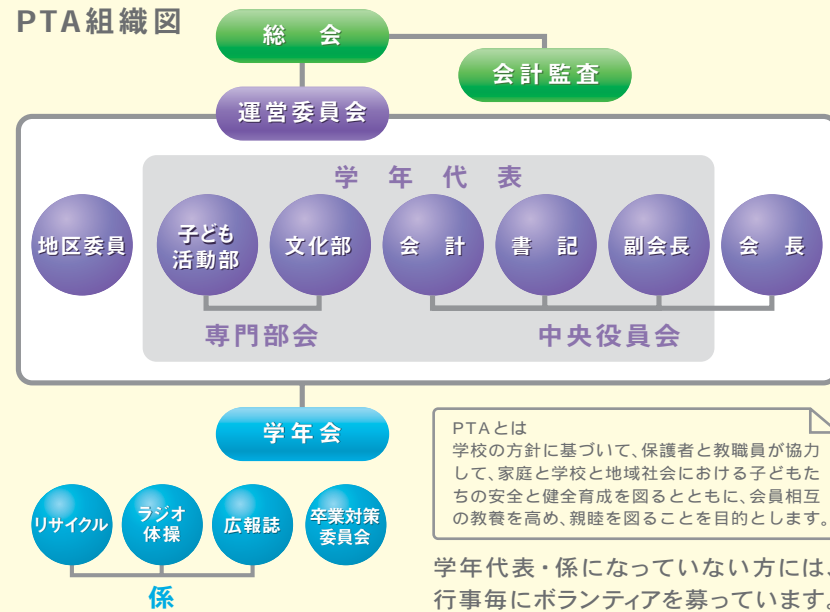 PTA組織図
総　会
会計監査
運営委員会
学　年　代　表
地区委員
子ども
活動部
文化部
会　計
書　記
副会長
会　長
専門部会
中央役員会
学年会
リサイクル
ラジオ
体操
広報誌
卒業対策
委員会
係
PTAとは
学校の方針に基づいて、保護者と教職員が協力
して、家庭と学校と地域社会における子どもた
ちの安全と健全育成を図るとともに、会員相互
の教養を高め、親睦を図ることを目的とします。
学年代表・係になっていない方には、
行事毎にボランティアを募っています。